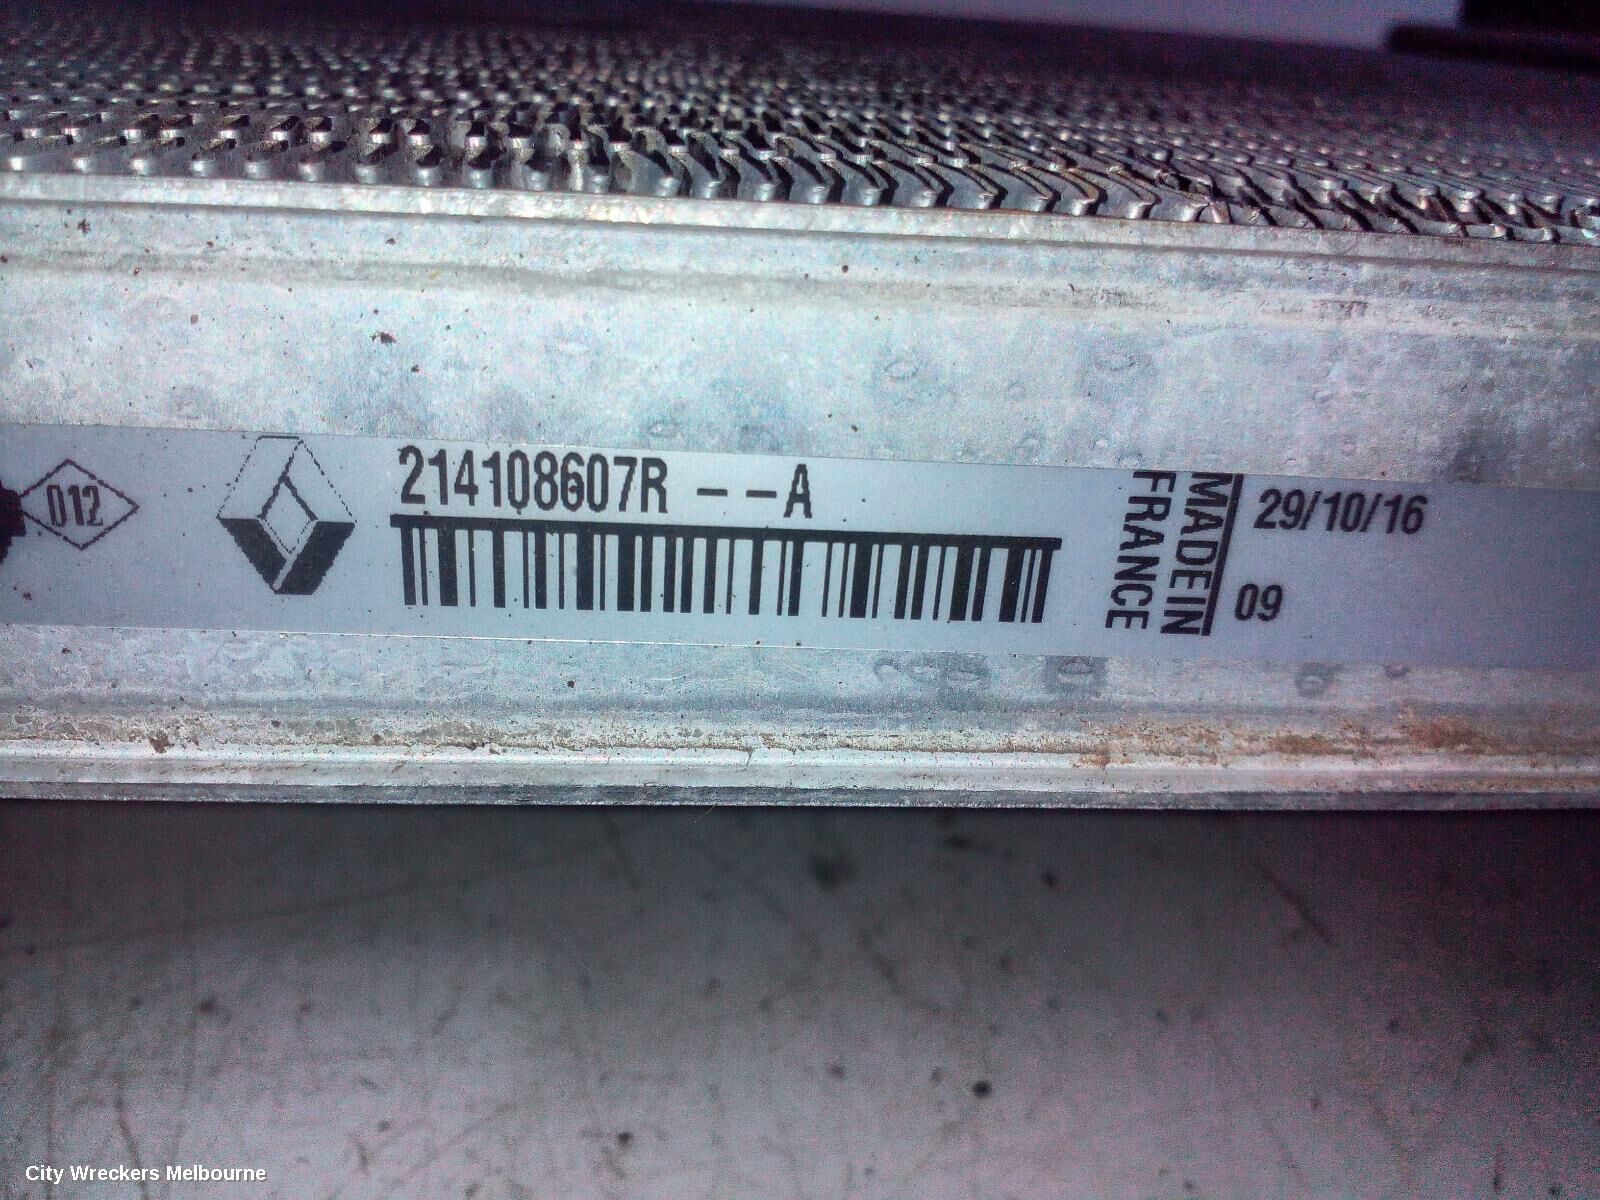 012
214108607R --A
MADE IN
FRANCE
29/10/16
09
City Wreckers Melbourne